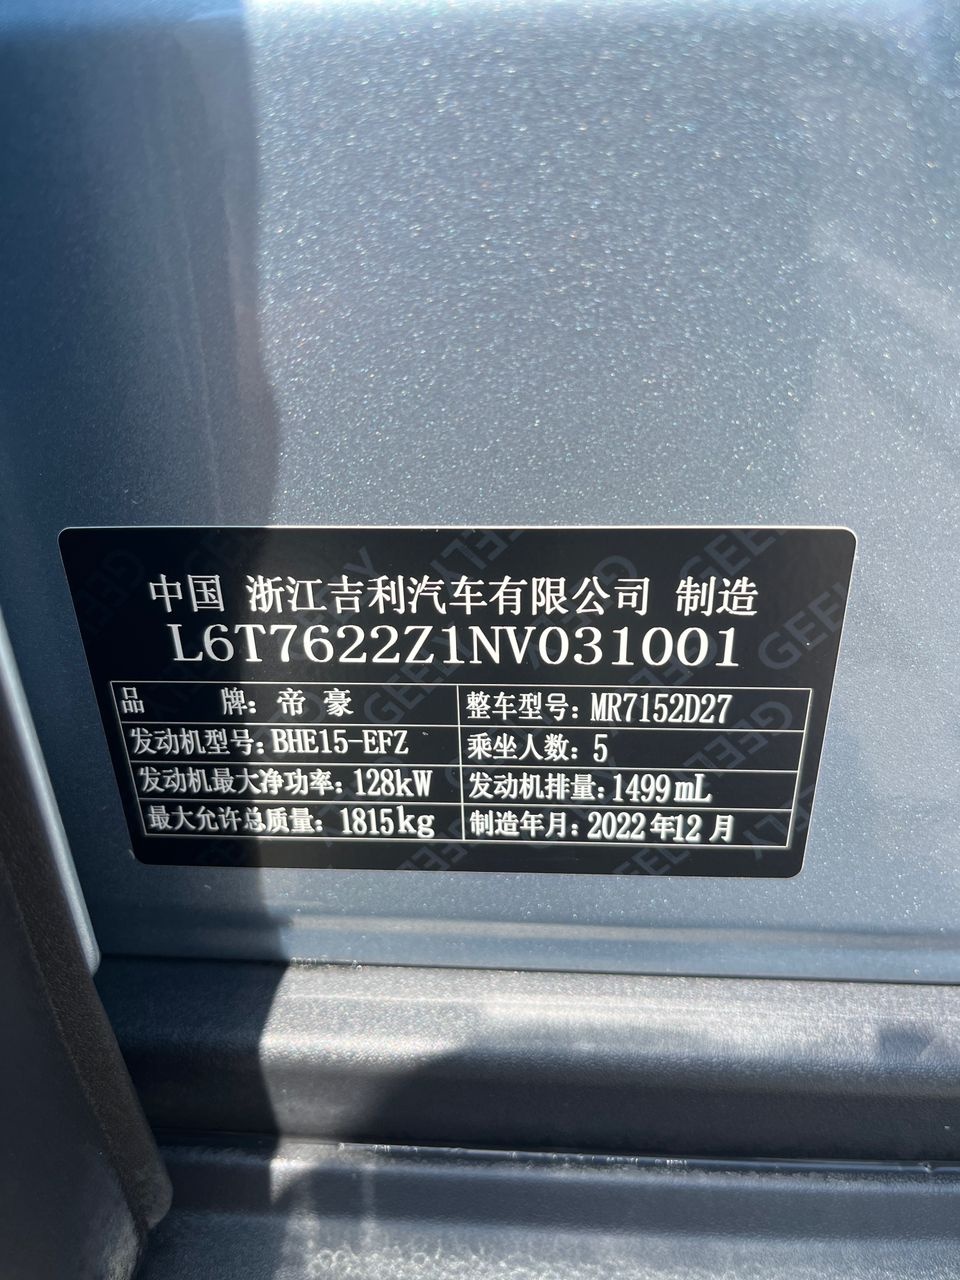 中国 浙江吉利汽车有限公司 制造
L6T7622Z1NV031001
品 牌: 帝豪 整车型号: MR7152D27
发动机型号: BHE15-EFZ 乘坐人数: 5
发动机最大净功率: 128kW 发动机排量: 1499mL
最大允许总质量: 1815kg 制造年月: 2022年12月
GEELY